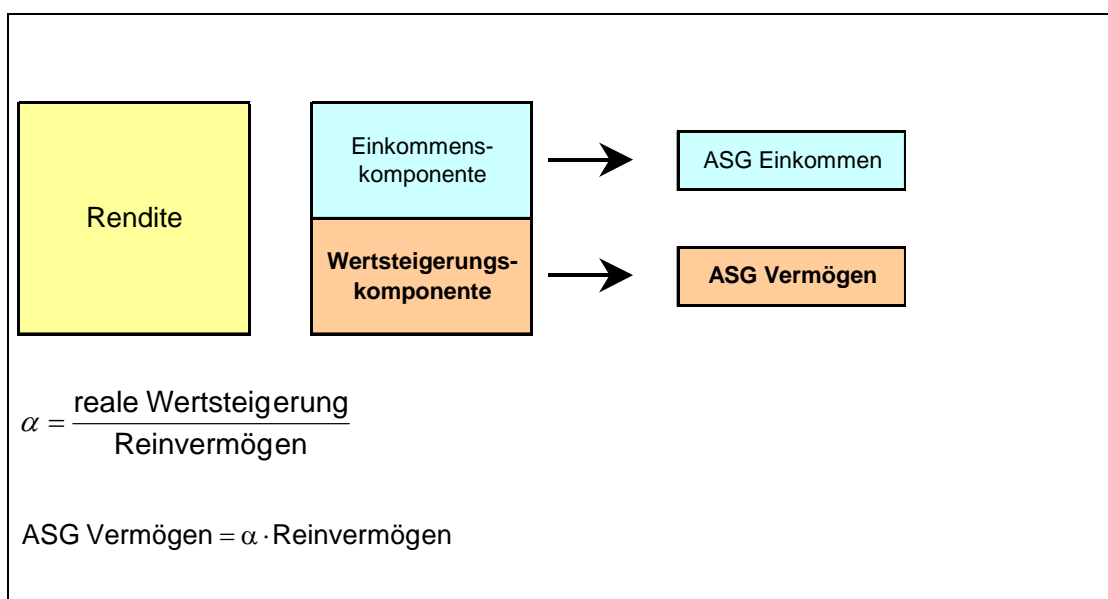 Rendite
Einkommens-
komponente
ASG Einkommen
Wertsteigerungs-
komponente
ASG Vermögen
α = reale Wertsteigerung
Reinvermögen
ASG Vermögen = α · Reinvermögen